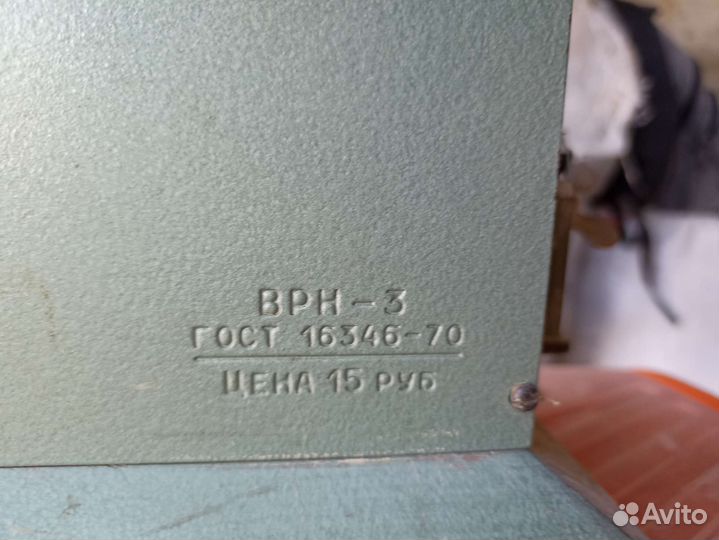 ВРН-3
ГОСТ 16346-70
ЦЕНА 15 РУБ
Avito